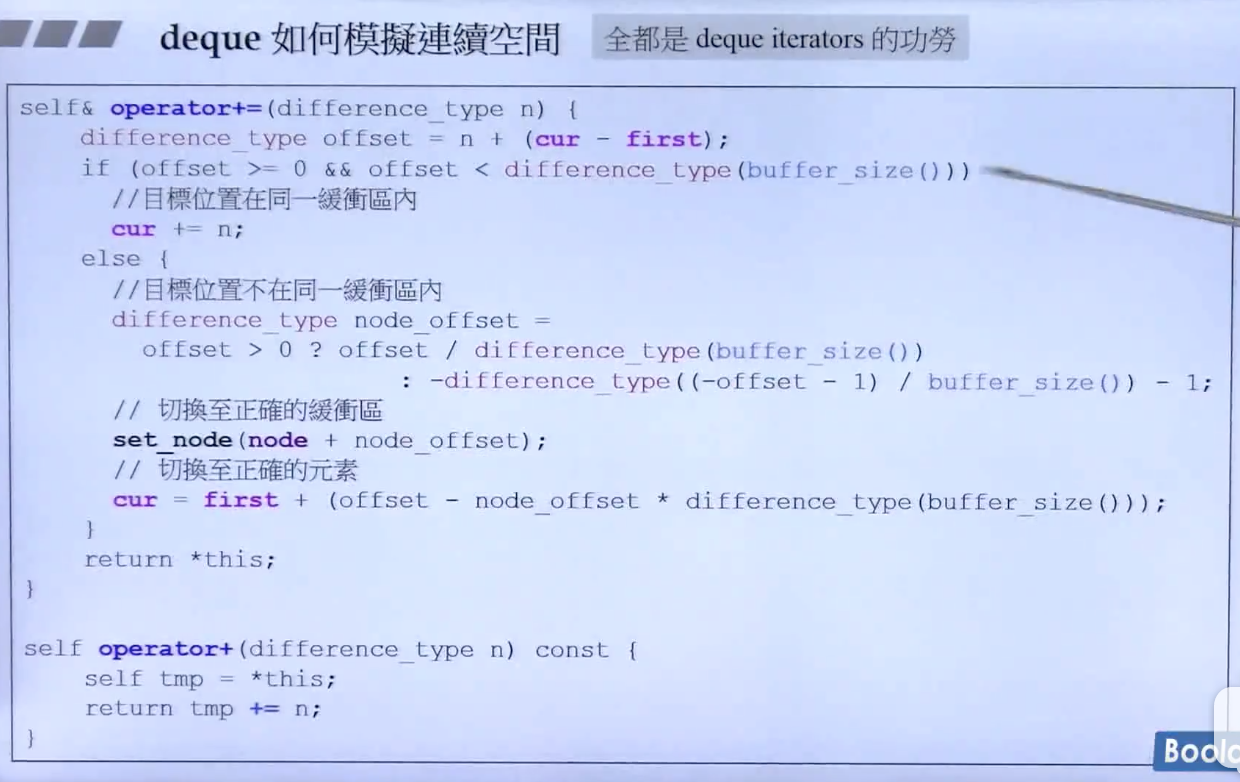 deque 如何模擬連續空間
全都是 deque iterators 的功勞
self& operator+=(difference_type n) {
    difference_type offset = n + (cur - first);
    if (offset >= 0 && offset < difference_type(buffer_size()))
      //目標位置在同一緩衝區內
      cur += n;
    else {
      //目標位置不在同一緩衝區內
      difference_type node_offset =
        offset > 0 ? offset / difference_type(buffer_size())
                         : -difference_type((-offset - 1) / buffer_size()) - 1;
      // 切換至正確的緩衝區
      set_node(node + node_offset);
      // 切換至正確的元素
      cur = first + (offset - node_offset * difference_type(buffer_size()));
    }
    return *this;
}
self operator+(difference_type n) const {
    self tmp = *this;
    return tmp += n;
}